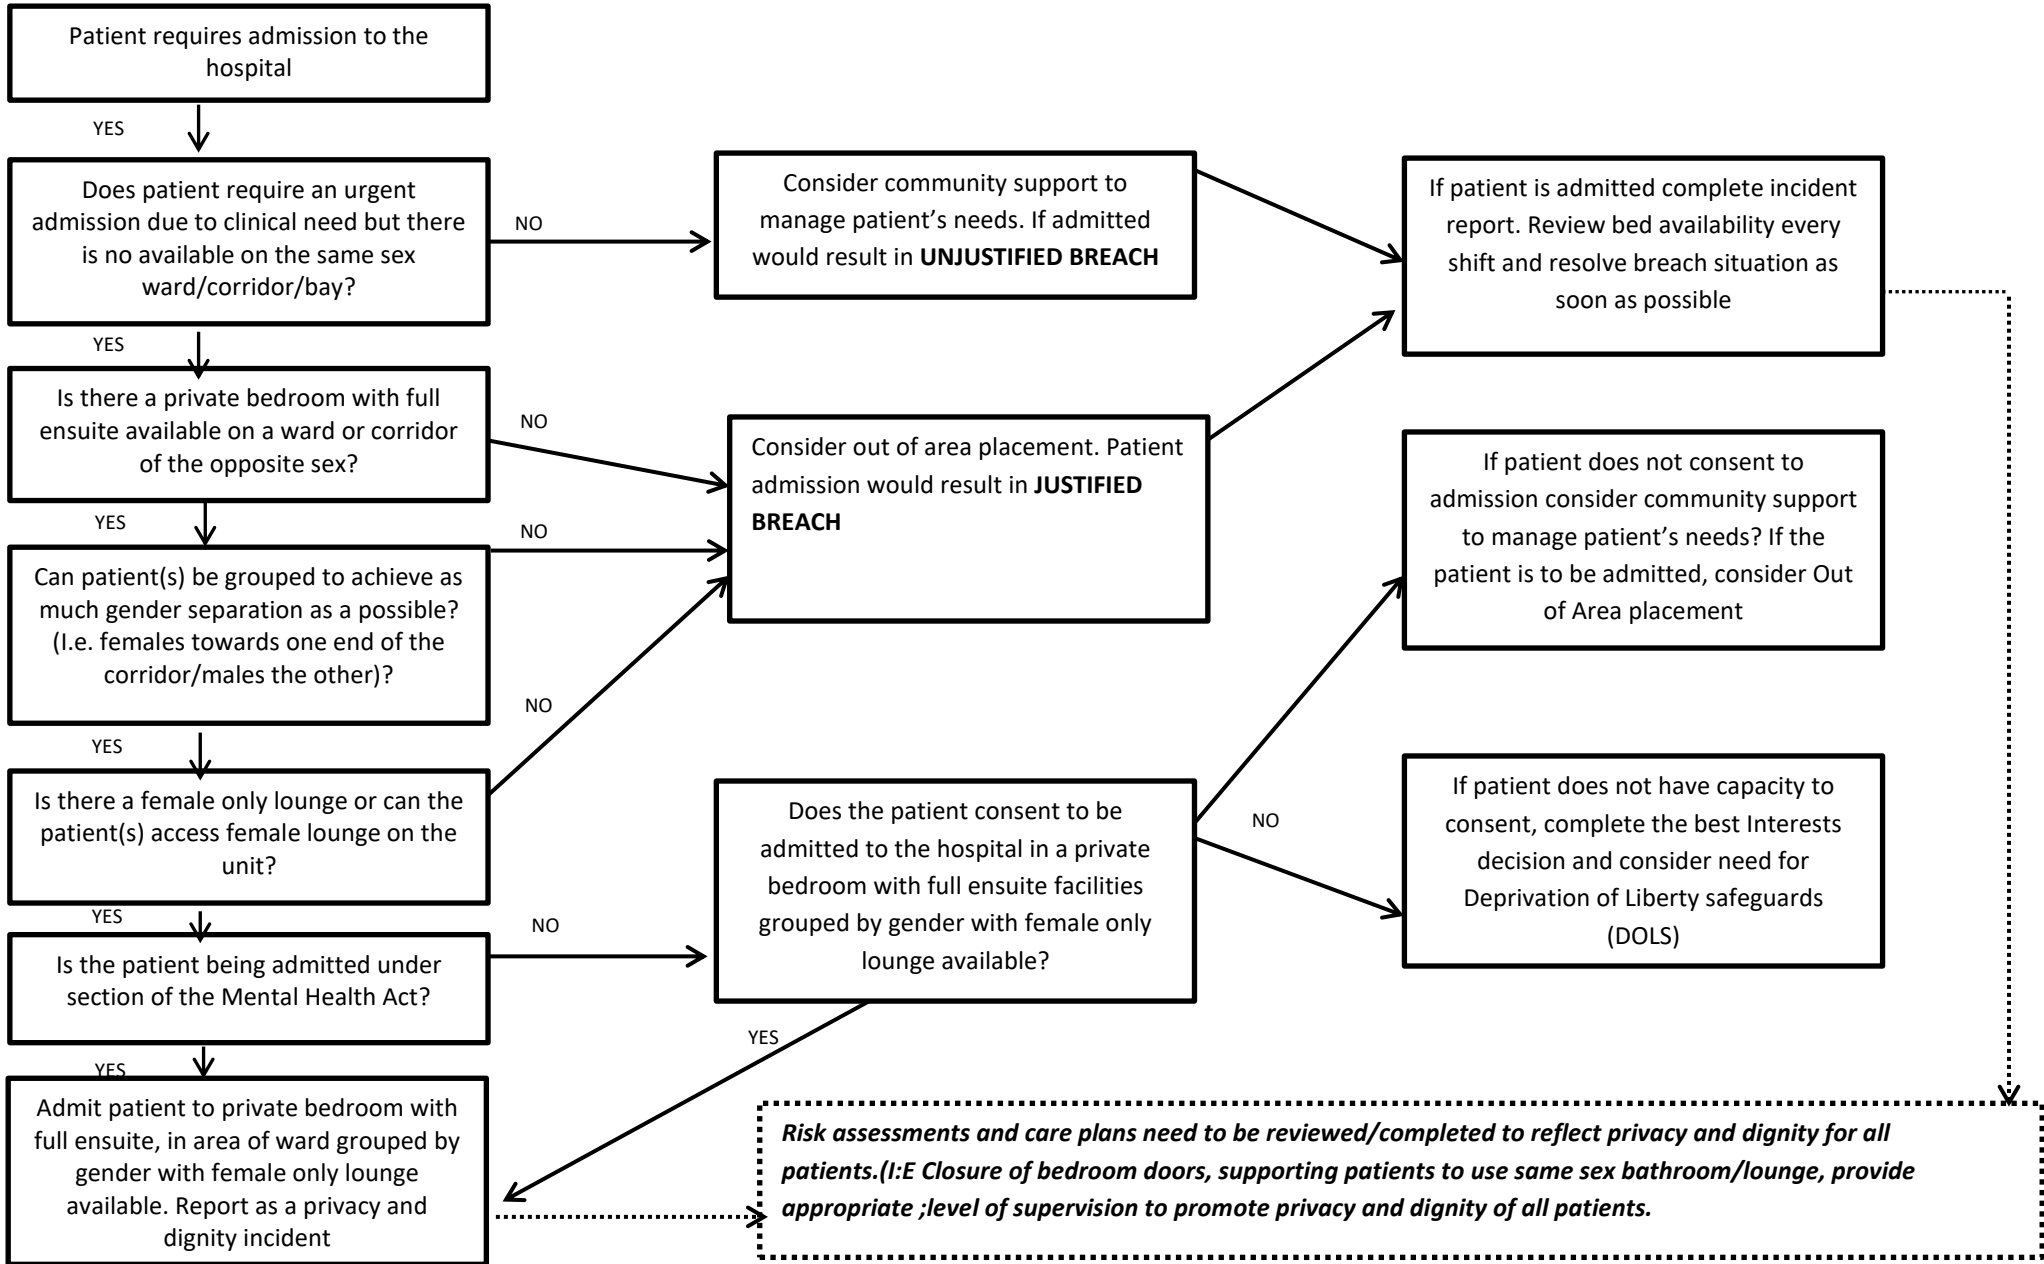 Patient requires admission to the
hospital
YES
Does patient require an urgent
admission due to clinical need but there
is no available on the same sex
ward/corridor/bay?
NO
Consider community support to
manage patient’s needs. If admitted
would result in UNJUSTIFIED BREACH
If patient is admitted complete incident
report. Review bed availability every
shift and resolve breach situation as
soon as possible
YES
Is there a private bedroom with full
ensuite available on a ward or corridor
of the opposite sex?
NO
Consider out of area placement. Patient
admission would result in JUSTIFIED
BREACH
If patient does not consent to
admission consider community support
to manage patient’s needs? If the
patient is to be admitted, consider Out
of Area placement
YES
NO
Can patient(s) be grouped to achieve as
much gender separation as a possible?
(I.e. females towards one end of the
corridor/males the other)?
NO
YES
Is there a female only lounge or can the
patient(s) access female lounge on the
unit?
Does the patient consent to be
admitted to the hospital in a private
bedroom with full ensuite facilities
grouped by gender with female only
lounge available?
NO
If patient does not have capacity to
consent, complete the best Interests
decision and consider need for
Deprivation of Liberty safeguards
(DOLS)
YES
NO
Is the patient being admitted under
section of the Mental Health Act?
YES
YES
Admit patient to private bedroom with
full ensuite, in area of ward grouped by
gender with female only lounge
available. Report as a privacy and
dignity incident
Risk assessments and care plans need to be reviewed/completed to reflect privacy and dignity for all
patients.(I:E Closure of bedroom doors, supporting patients to use same sex bathroom/lounge, provide
appropriate ;level of supervision to promote privacy and dignity of all patients.